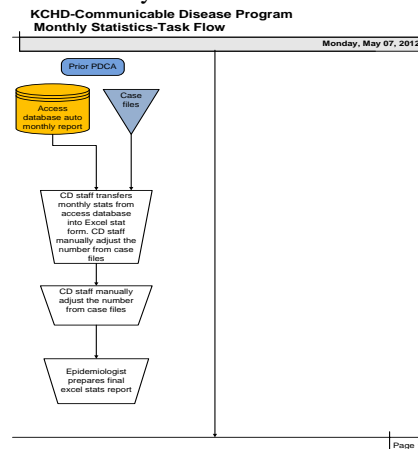 KCHD-Communicable Disease Program
Monthly Statistics-Task Flow
Monday, May 07, 2012
Prior PDCA
Access
database auto
monthly report
Case
files
CD staff transfers
monthly stats from
access database
into Excel stat
form. CD staff
manually adjust the
number from case
files
CD staff manually
adjust the number
from case files
Epidemiologist
prepares final
excel stats report
Page